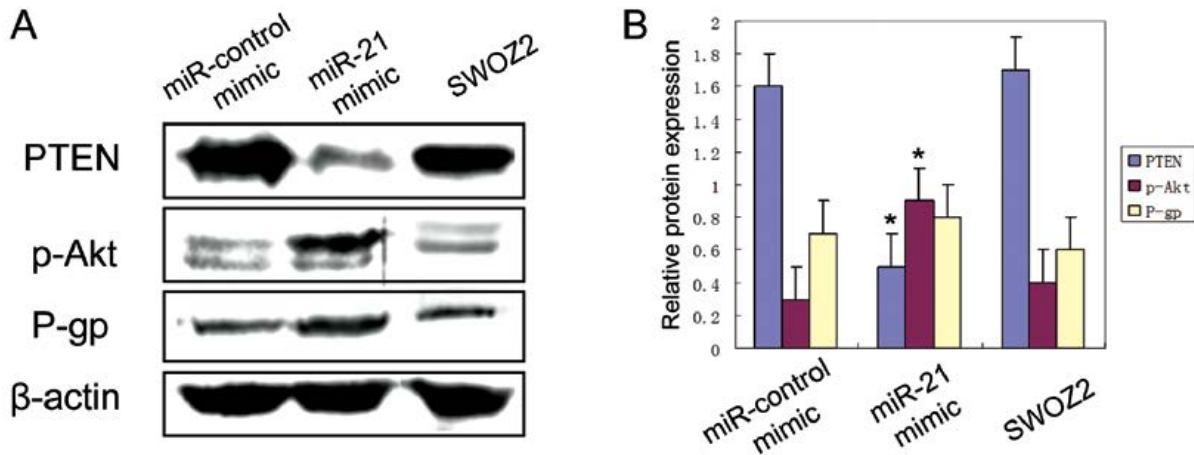 A
miR-control
mimic
miR-21
mimic
SWOZ2
PTEN
p-Akt
P-gp
β-actin
B
Relative protein expression
2
1.8
1.6
1.4
1.2
1
0.8
0.6
0.4
0.2
0
*
*
miR-control
mimic
miR-21
mimic
SWOZ2
PTEN
p-Akt
P-gp